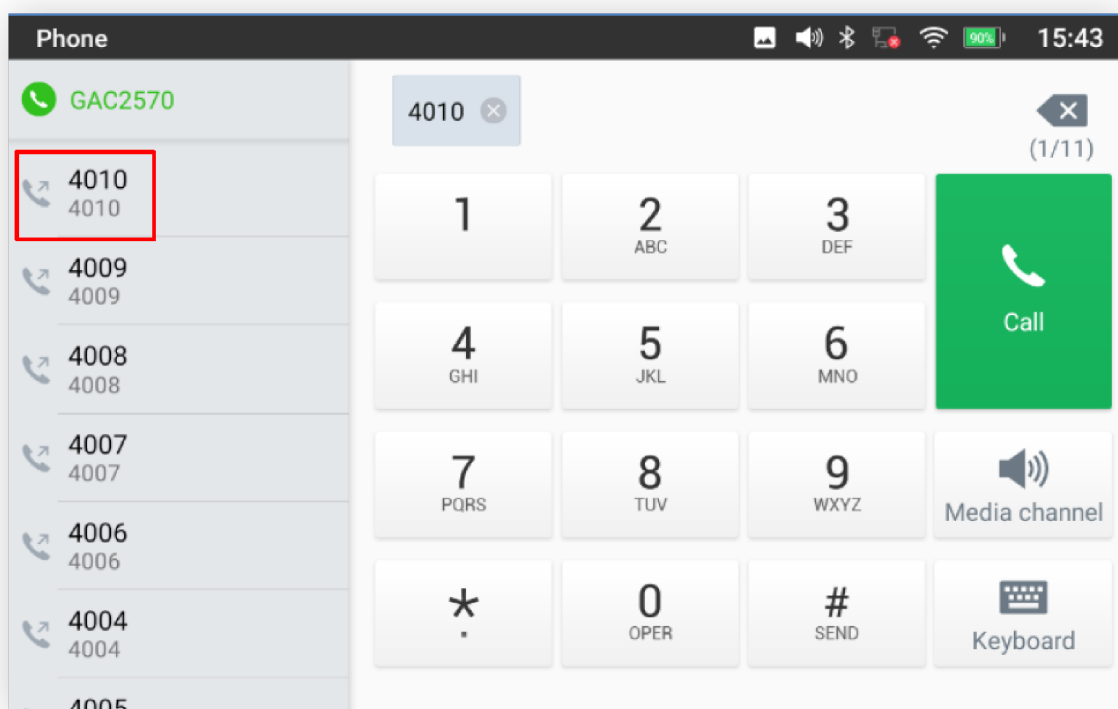 Phone
90%
15:43
GAC2570
4010
4010
4009
4009
4008
4008
4007
4007
4006
4006
4004
4004
4005
4010
(1/11)
1
2
ABC
3
DEF
Call
4
GHI
5
JKL
6
MNO
7
PQRS
8
TUV
9
WXYZ
Media channel
*
.
0
OPER
#
SEND
Keyboard